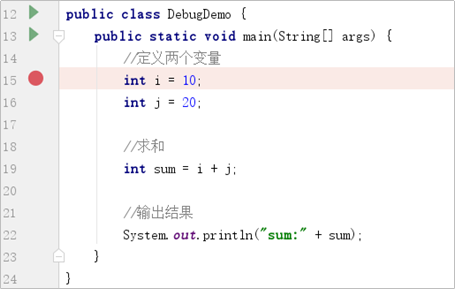 12 public class DebugDemo {
13 public static void main(String[] args) {
14 //定义两个变量
15 int i = 10;
16 int j = 20;
17
18 //求和
19 int sum = i + j;
20
21 //输出结果
22 System.out.println("sum:" + sum);
23 }
24 }